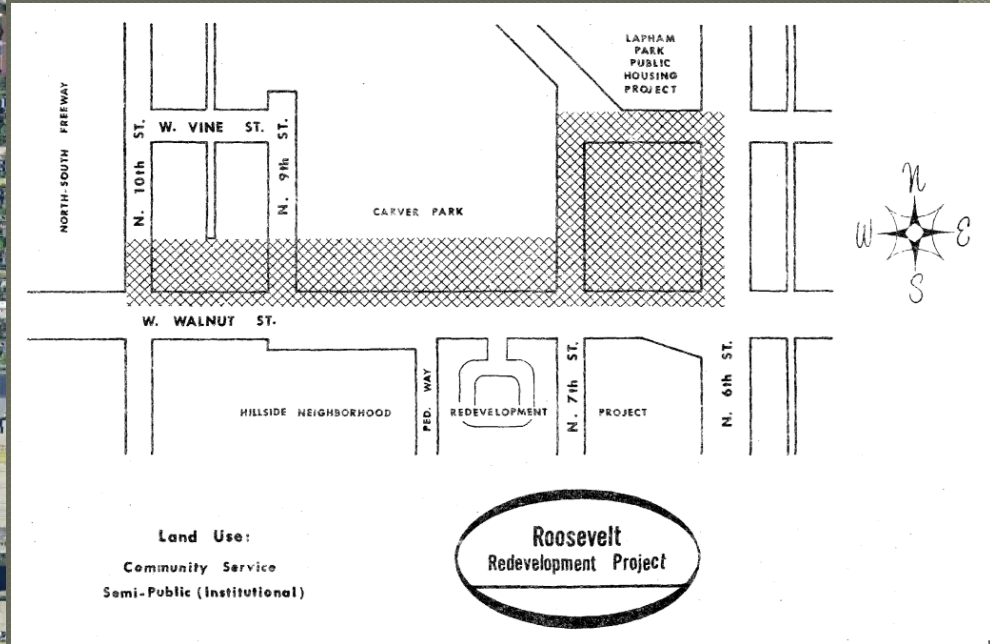 LAPHAM
PARK
PUBLIC
HOUSING
PROJECT
NORTH-SOUTH FREEWAY
N. 10th ST.
W. VINE ST.
N. 9th ST.
CARVER PARK
N
W E
S
W. WALNUT ST.
HILLSIDE NEIGHBORHOOD
PED. WAY
REDEVELOPMENT
N. 7th ST.
PROJECT
N. 6th ST.
Land Use:
Community Service
Semi-Public (Institutional)
Roosevelt
Redevelopment Project